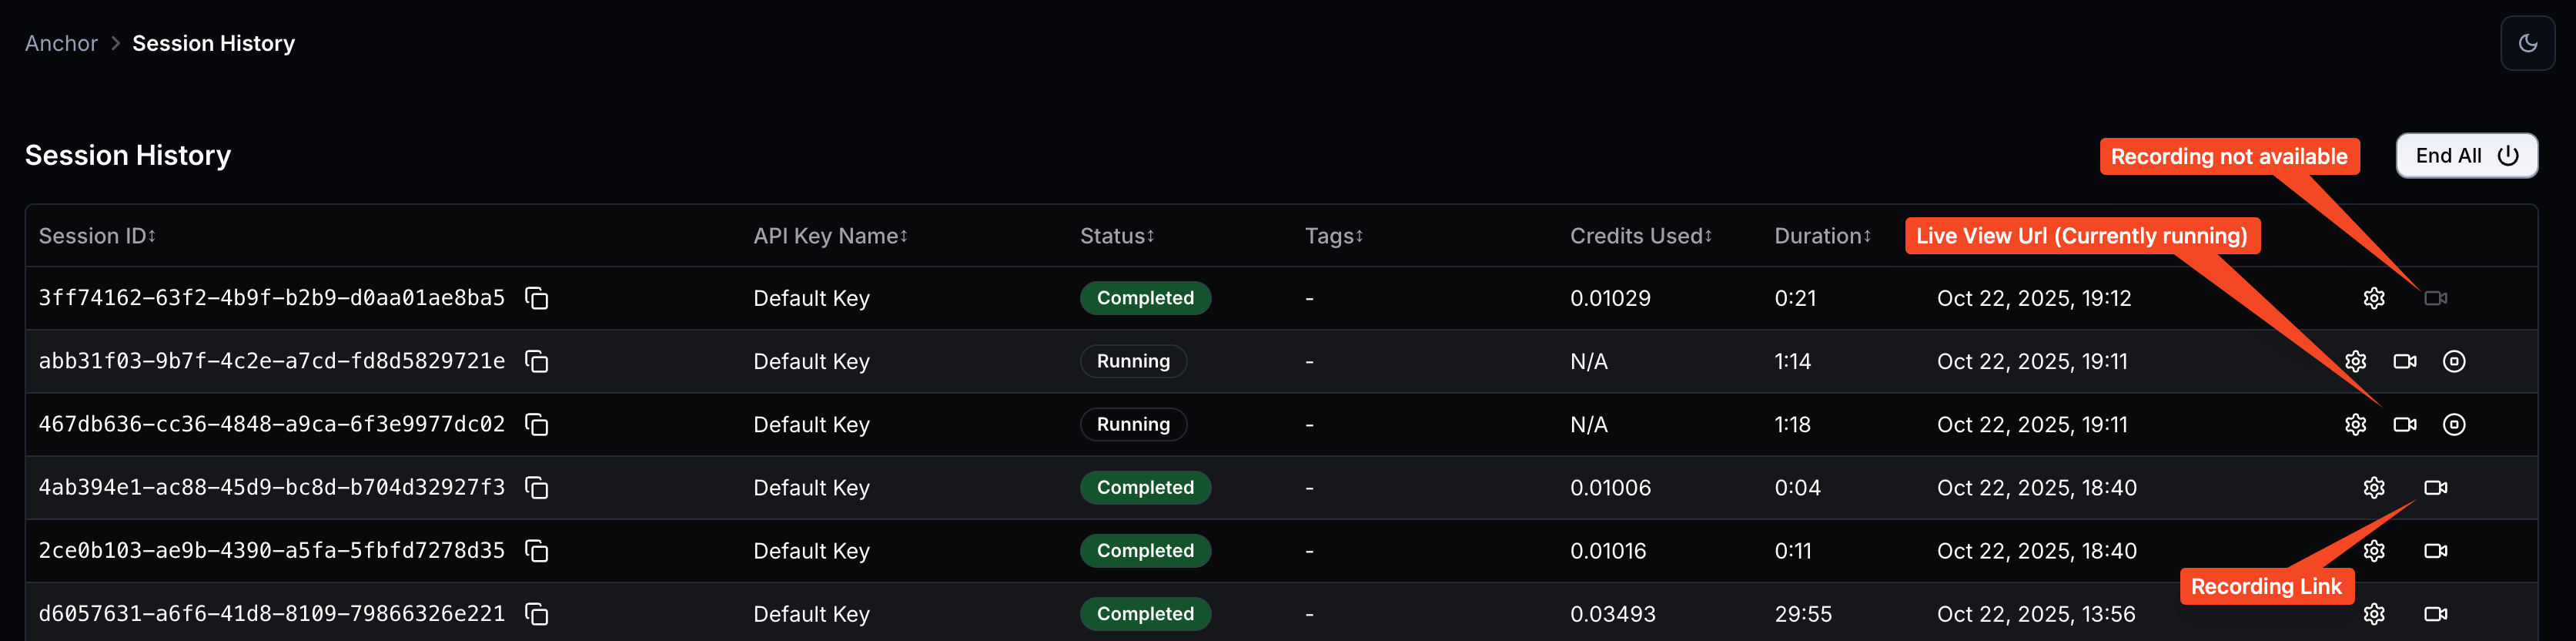 Anchor > Session History
Session History
Recording not available
End All
Session ID↕ API Key Name↕ Status↕ Tags↕ Credits Used↕ Duration↕ Live View Url (Currently running)
3ff74162-63f2-4b9f-b2b9-d0aa01ae8ba5 Default Key Completed - 0.01029 0:21 Oct 22, 2025, 19:12
abb31f03-9b7f-4c2e-a7cd-fd8d5829721e Default Key Running - N/A 1:14 Oct 22, 2025, 19:11
467db636-cc36-4848-a9ca-6f3e9977dc02 Default Key Running - N/A 1:18 Oct 22, 2025, 19:11
4ab394e1-ac88-45d9-bc8d-b704d32927f3 Default Key Completed - 0.01006 0:04 Oct 22, 2025, 18:40
2ce0b103-ae9b-4390-a5fa-5fbfd7278d35 Default Key Completed - 0.01016 0:11 Oct 22, 2025, 18:40
Recording Link
d6057631-a6f6-41d8-8109-79866326e221 Default Key Completed - 0.03493 29:55 Oct 22, 2025, 13:56